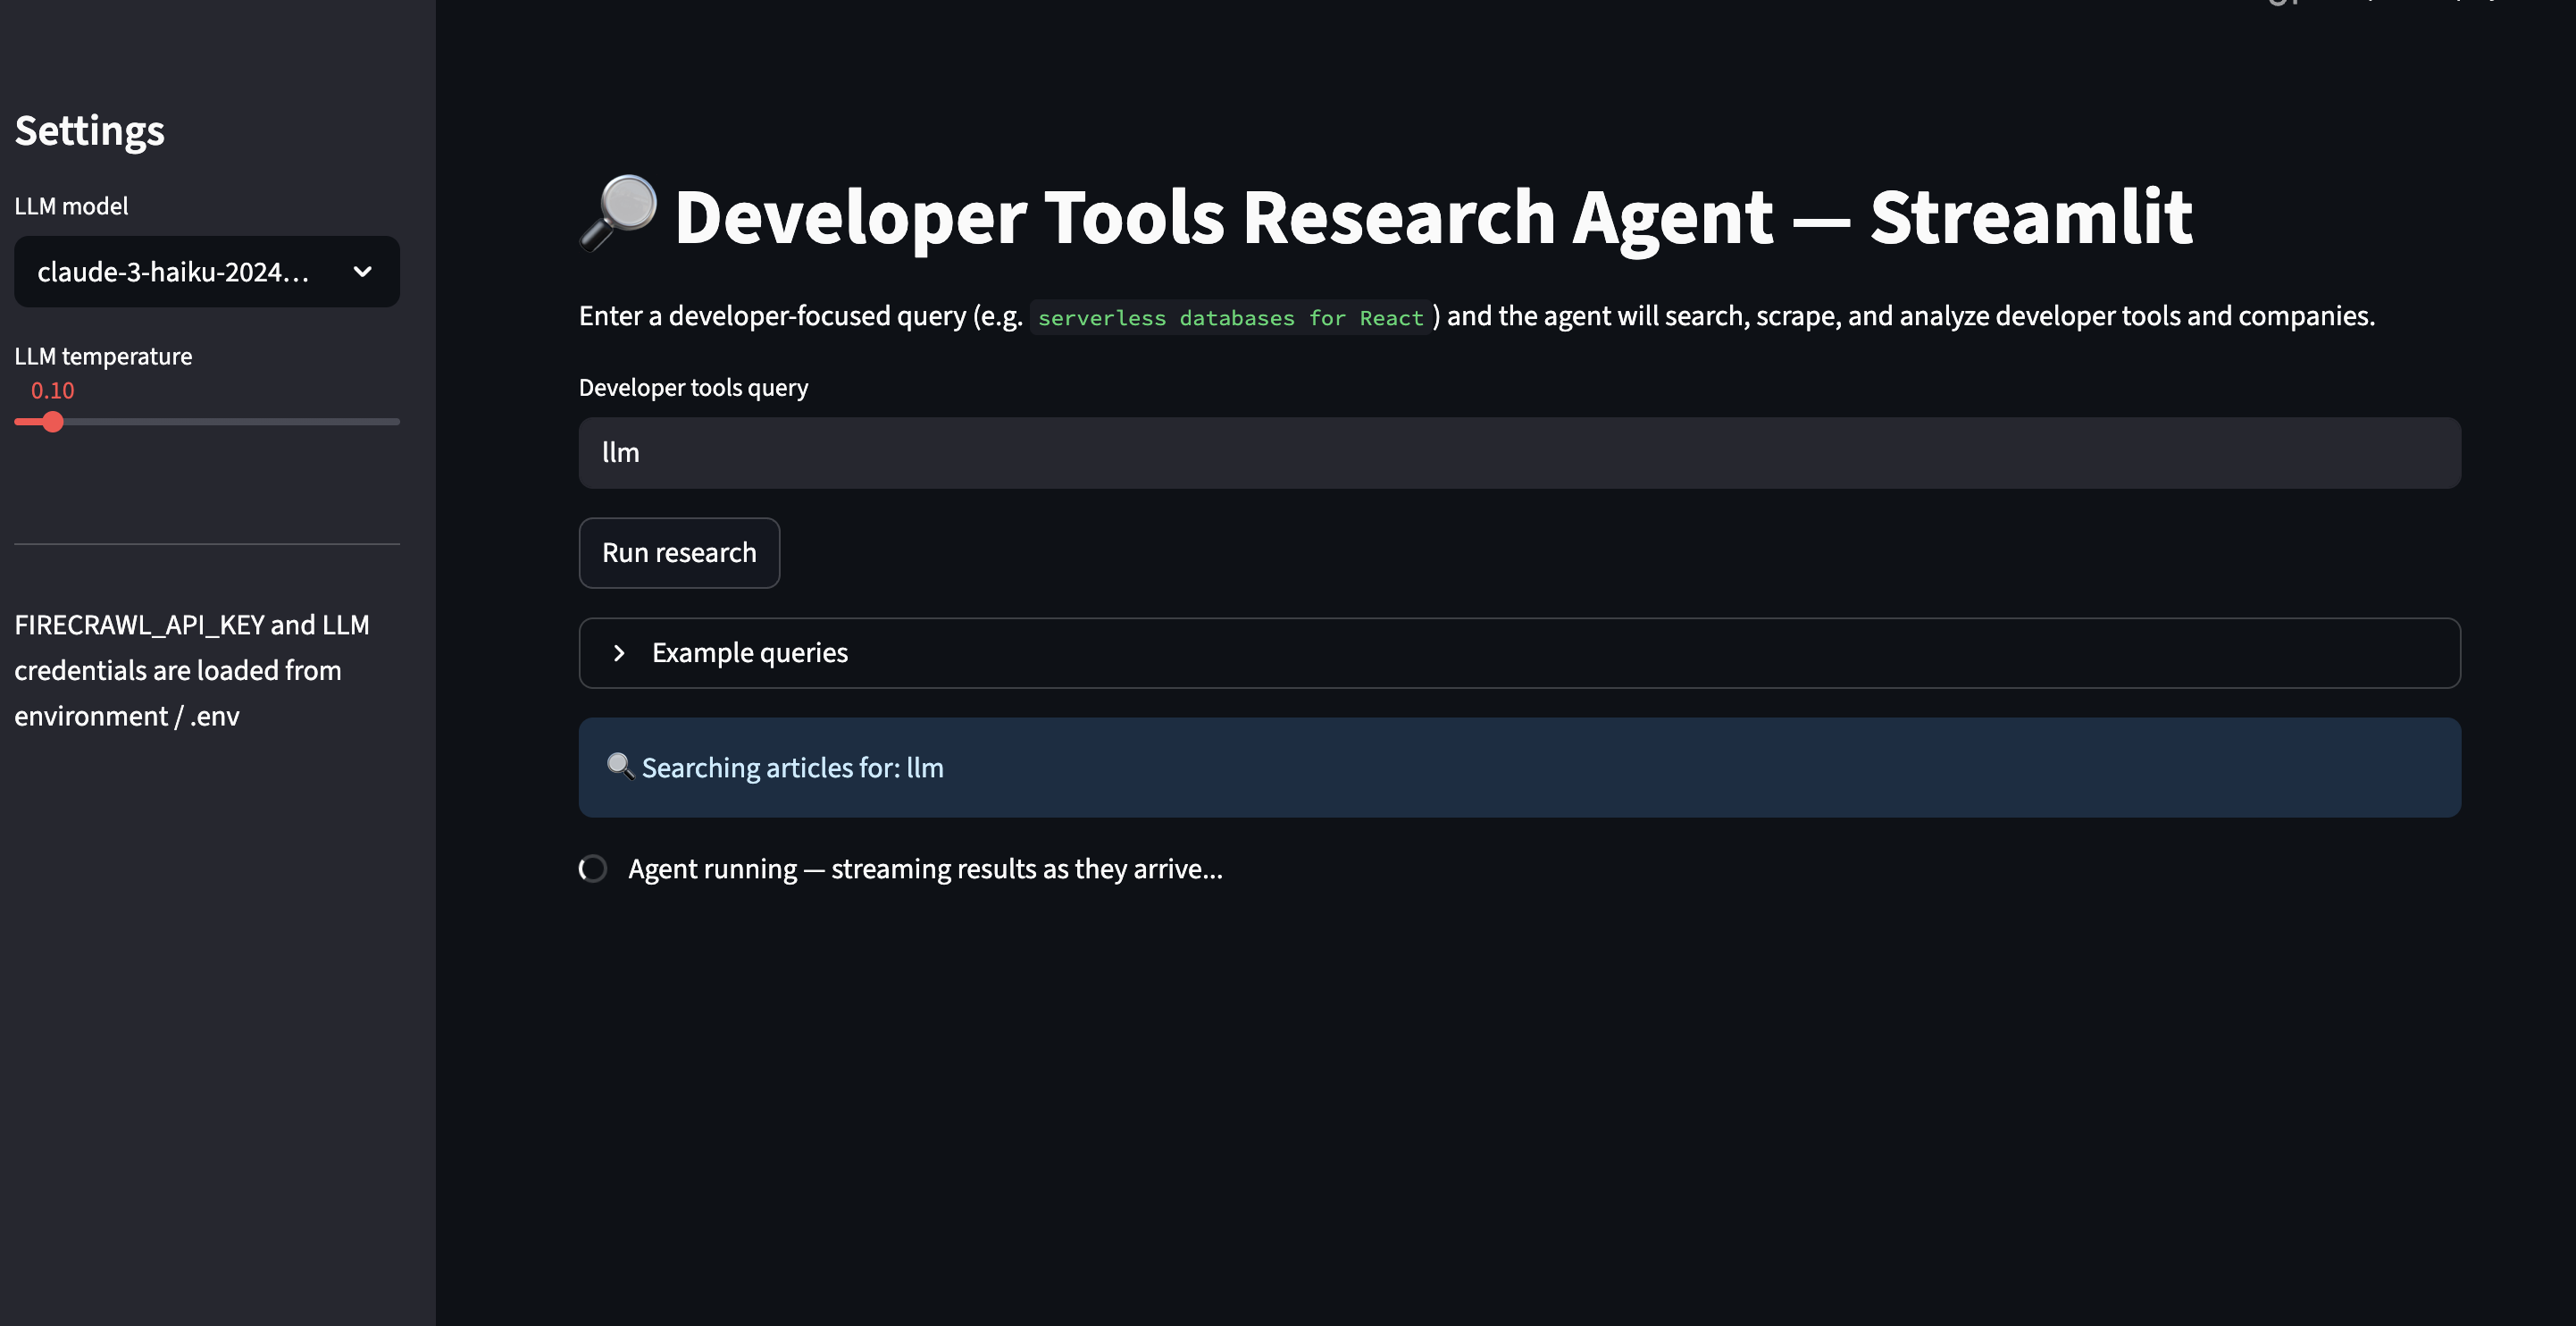 Settings
LLM model
claude-3-haiku-2024...
LLM temperature
0.10
FIRECRAWL_API_KEY and LLM
credentials are loaded from
environment / .env
Developer Tools Research Agent — Streamlit
Enter a developer-focused query (e.g. serverless databases for React) and the agent will search, scrape, and analyze developer tools and companies.
Developer tools query
llm
Run research
Example queries
Searching articles for: llm
Agent running — streaming results as they arrive...